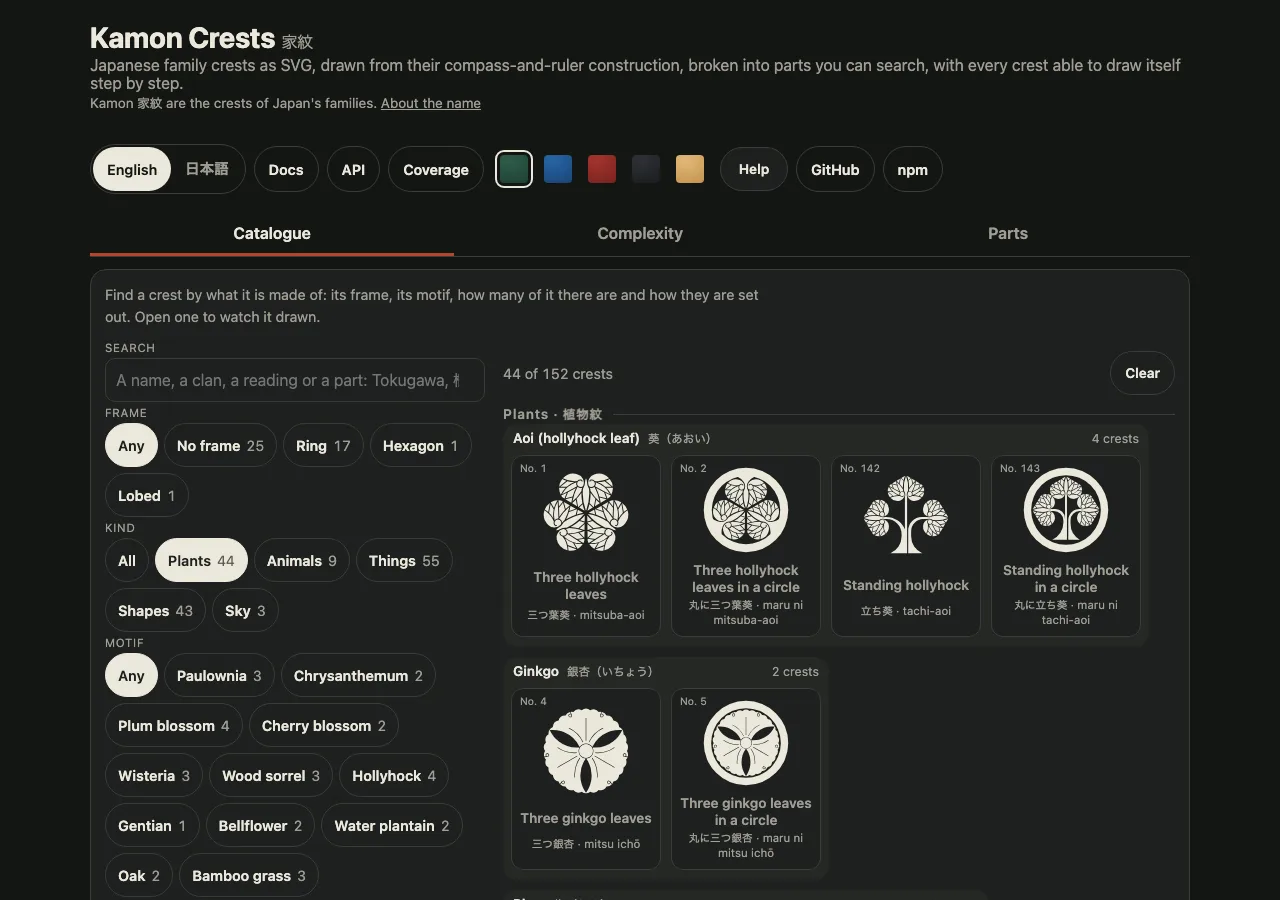 Kamon Crests 家紋
Japanese family crests as SVG, drawn from their compass-and-ruler construction, broken into parts you can search, with every crest able to draw itself
step by step.
Kamon 家紋 are the crests of Japan's families. About the name
English 日本語 Docs API Coverage Help GitHub npm
Catalogue Complexity Parts
Find a crest by what it is made of: its frame, its motif, how many of it there are and how they are set
out. Open one to watch it drawn.
SEARCH
A name, a clan, a reading or a part: Tokugawa,
44 of 152 crests
Clear
FRAME
Any No frame 25 Ring 17 Hexagon 1
Lobed 1
KIND
All Plants 44 Animals 9 Things 55
Shapes 43 Sky 3
MOTIF
Any Paulownia 3 Chrysanthemum 2
Plum blossom 4 Cherry blossom 2
Wisteria 3 Wood sorrel 3 Hollyhock 4
Gentian 1 Bellflower 2 Water plantain 2
Oak 2 Bamboo grass 3
Plants · 植物紋
Aoi (hollyhock leaf) 葵（あおい） 4 crests
No. 1
Three hollyhock
leaves
三つ葉葵 · mitsuba-aoi
No. 2
Three hollyhock
leaves in a circle
丸に三つ葉葵 · maru ni
mitsuba-aoi
No. 142
Standing hollyhock
立ち葵 · tachi-aoi
No. 143
Standing hollyhock
in a circle
丸に立ち葵 · maru ni
tachi-aoi
Ginkgo 銀杏（いちょう） 2 crests
No. 4
Three ginkgo leaves
三つ銀杏 · mitsu ichō
No. 5
Three ginkgo leaves
in a circle
丸に三つ銀杏 · maru ni
mitsu ichō